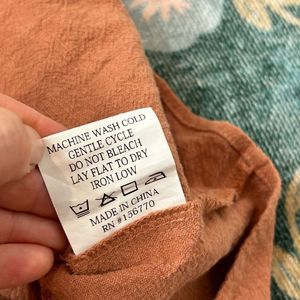 MACHINE WASH COLD
GENTLE CYCLE
DO NOT BLEACH
LAY FLAT TO DRY
IRON LOW
MADE IN CHINA
RN #156770